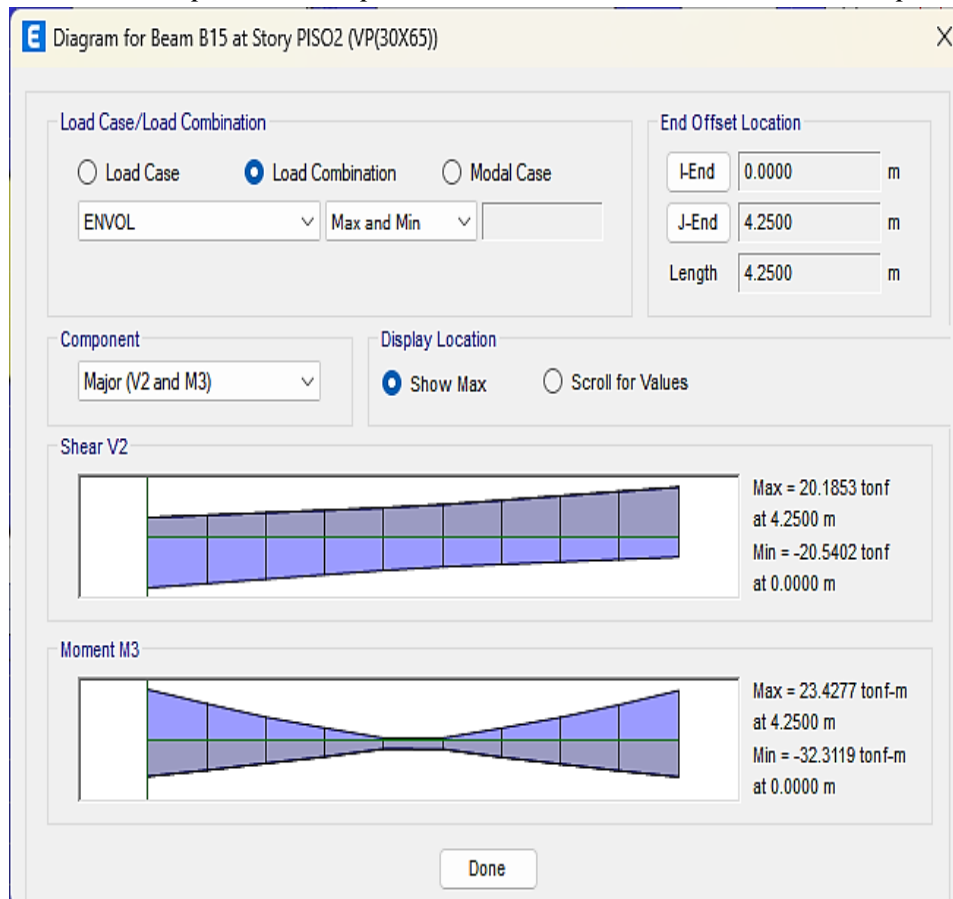 E Diagram for Beam B15 at Story PISO2 (VP(30X65))
Load Case/Load Combination
Load Case Load Combination Modal Case
ENVOL Max and Min
End Offset Location
I-End 0.0000 m
J-End 4.2500 m
Length 4.2500 m
Component
Major (V2 and M3)
Display Location
Show Max Scroll for Values
Shear V2
Max = 20.1853 tonf
at 4.2500 m
Min = -20.5402 tonf
at 0.0000 m
Moment M3
Max = 23.4277 tonf-m
at 4.2500 m
Min = -32.3119 tonf-m
at 0.0000 m
Done